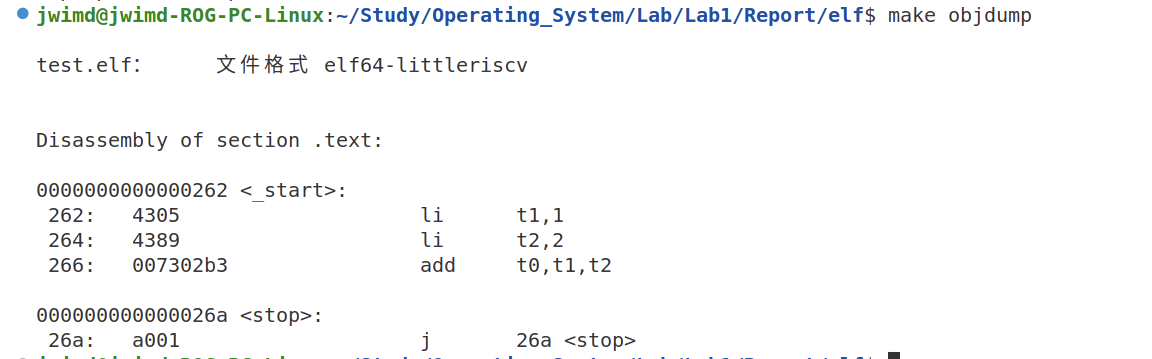 jwimd@jwimd-ROG-PC-Linux:~/Study/Operating_System/Lab/Lab1/Report/elf$ make objdump
test.elf: 文件格式 elf64-littleriscv
Disassembly of section .text:
0000000000000262 <_start>:
262: 4305 li t1,1
264: 4389 li t2,2
266: 007302b3 add t0,t1,t2
000000000000026a <stop>:
26a: a001 j 26a <stop>